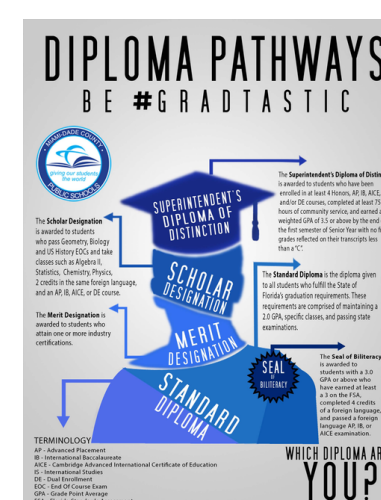 DIPLOMA PATHWAYS
BE #GRADTASTIC
MIAMI-DADE COUNTY
giving our students
the world
PUBLIC SCHOOLS
SUPERINTENDENT'S
DIPLOMA OF
DISTINCTION
The Superintendent's Diploma of Distin
is awarded to students who have been
enrolled in at least 4 Honors, AP, IB, AICE,
and/or DE courses, completed at least 75
hours of community service, and earned a
weighted GPA of 3.5 or above by the end
the first semester of Senior Year with no f
grades reflected on their transcripts less
than a "C".
The Scholar Designation
is awarded to students
who pass Geometry, Biology
and US History EOCs and take
classes such as Algebra II,
Statistics, Chemistry, Physics,
2 credits in the same foreign language,
and an AP, IB, AICE, or DE course.
SCHOLAR
DESIGNATION
The Standard Diploma is the diploma given
to all students who fulfill the State of
Florida's graduation requirements. These
requirements are comprised of maintaining a
2.0 GPA, specific classes, and passing state
examinations.
The Merit Designation is
awarded to students who
attain one or more industry
certifications.
MERIT
DESIGNATION
SEAL
OF
BILITERACY
The Seal of Biliteracy
is awarded to
students with a 3.0
GPA or above who
have earned at least
a 3 on the FSA,
completed 4 credits
of a foreign language,
and passed a foreign
language AP, IB, or
AICE examination.
STANDARD
DIPLOMA
TERMINOLOGY
AP - Advanced Placement
IB - International Baccalaureate
AICE - Cambridge Advanced International Certificate of Education
IS - International Studies
DE - Dual Enrollment
EOC - End Of Course Exam
GPA - Grade Point Average
WHICH DIPLOMA AR
YOU?